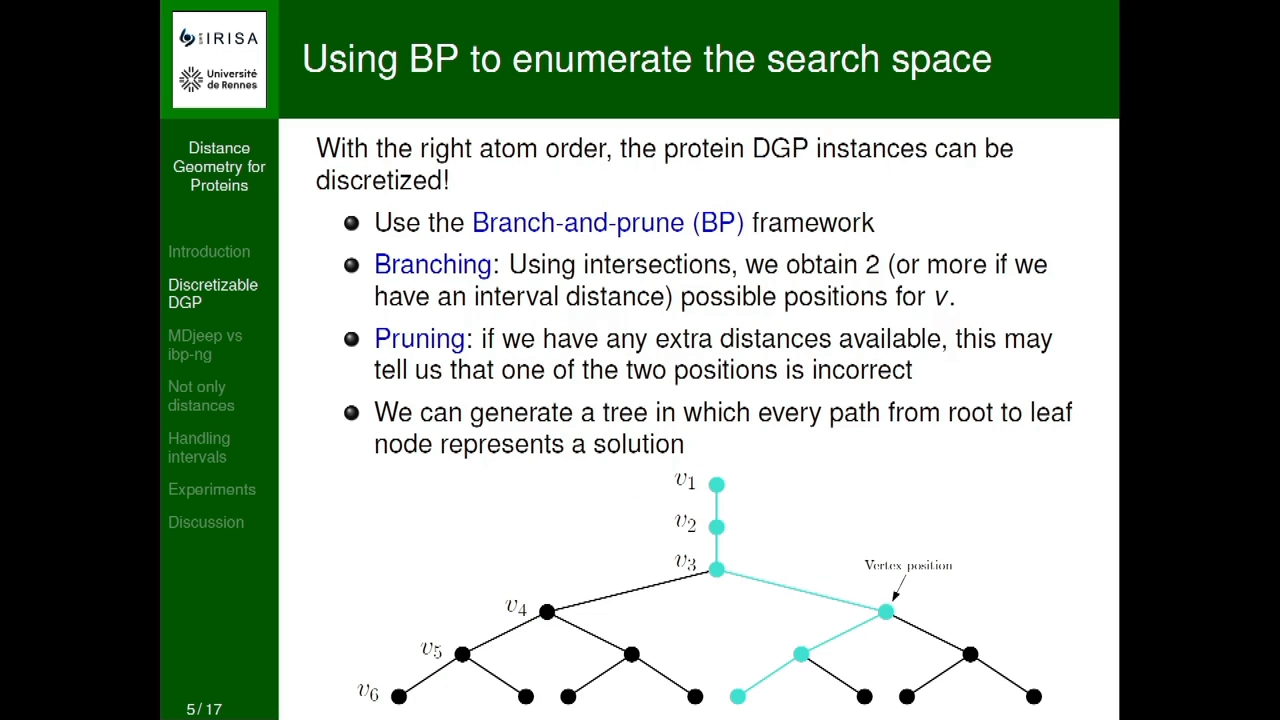 IRISA
Université
de Rennes
Using BP to enumerate the search space
Distance
Geometry for
Proteins
Introduction
Discretizable
DGP
MDjeep vs
ibp-ng
Not only
distances
Handling
intervals
Experiments
Discussion
5/17
With the right atom order, the protein DGP instances can be
discretized!
Use the Branch-and-prune (BP) framework
Branching: Using intersections, we obtain 2 (or more if we
have an interval distance) possible positions for v.
Pruning: if we have any extra distances available, this may
tell us that one of the two positions is incorrect
We can generate a tree in which every path from root to leaf
node represents a solution
v1
v2
v3
Vertex position
v4
v5
v6